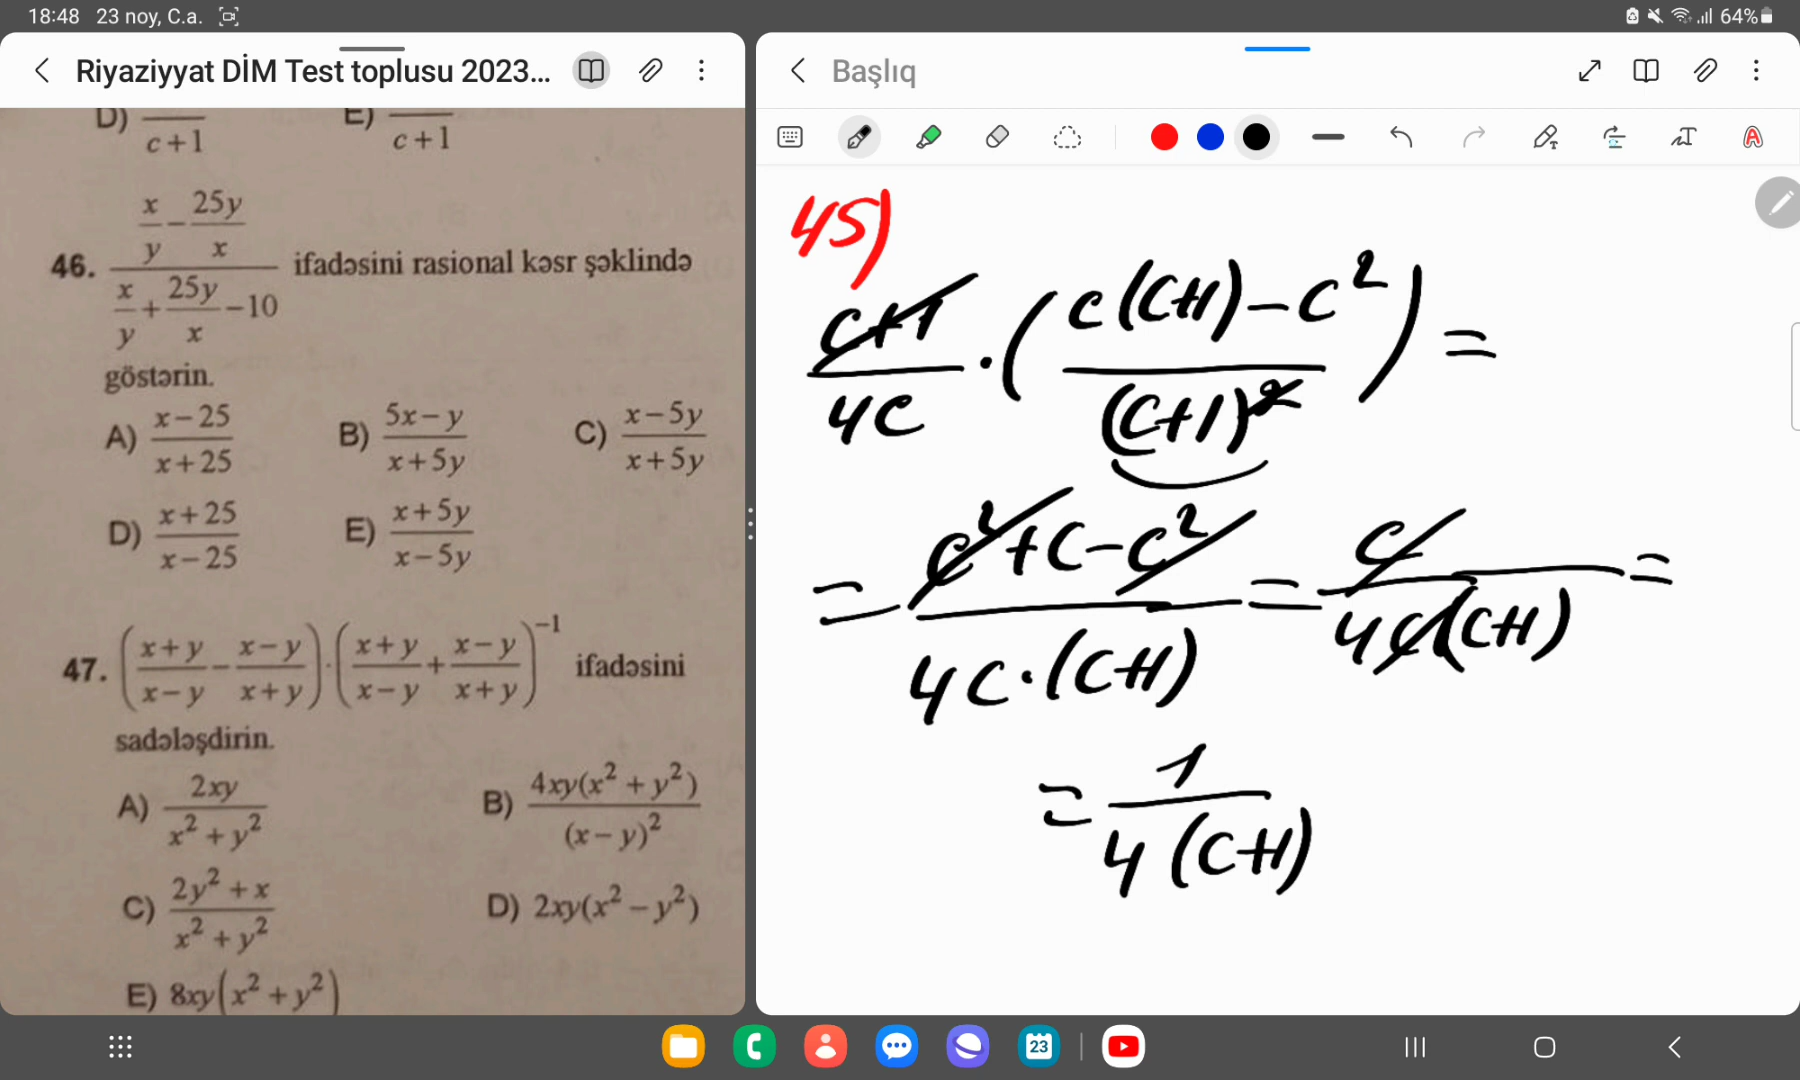 18:48 23 noy, C.a. 64%
Riyaziyyat DİM Test toplusu 2023...
D) c+1 E) c+1
46. (x/y − 25y/x)/(x/y + 25y/x − 10) ifadəsini rasional kəsr şəklində
göstərin.
A) (x−25)/(x+25) B) (5x−y)/(x+5y) C) (x−5y)/(x+5y)
D) (x+25)/(x−25) E) (x+5y)/(x−5y)
47. ((x+y)/(x−y) − (x−y)/(x+y)) · ((x+y)/(x−y) + (x−y)/(x+y))⁻¹ ifadəsini
sadələşdirin.
A) 2xy/(x²+y²) B) 4xy(x²+y²)/(x−y)²
C) (2y²+x)/(x²+y²) D) 2xy(x²−y²)
E) 8xy(x²+y²)
Başlıq
45)
(c+1)/4c · ((c(c+1)−c²)/(c+1)²) =
= (c²+c−c²)/(4c·(c+1)) = c/(4c(c+1)) =
= 1/(4(c+1))
23